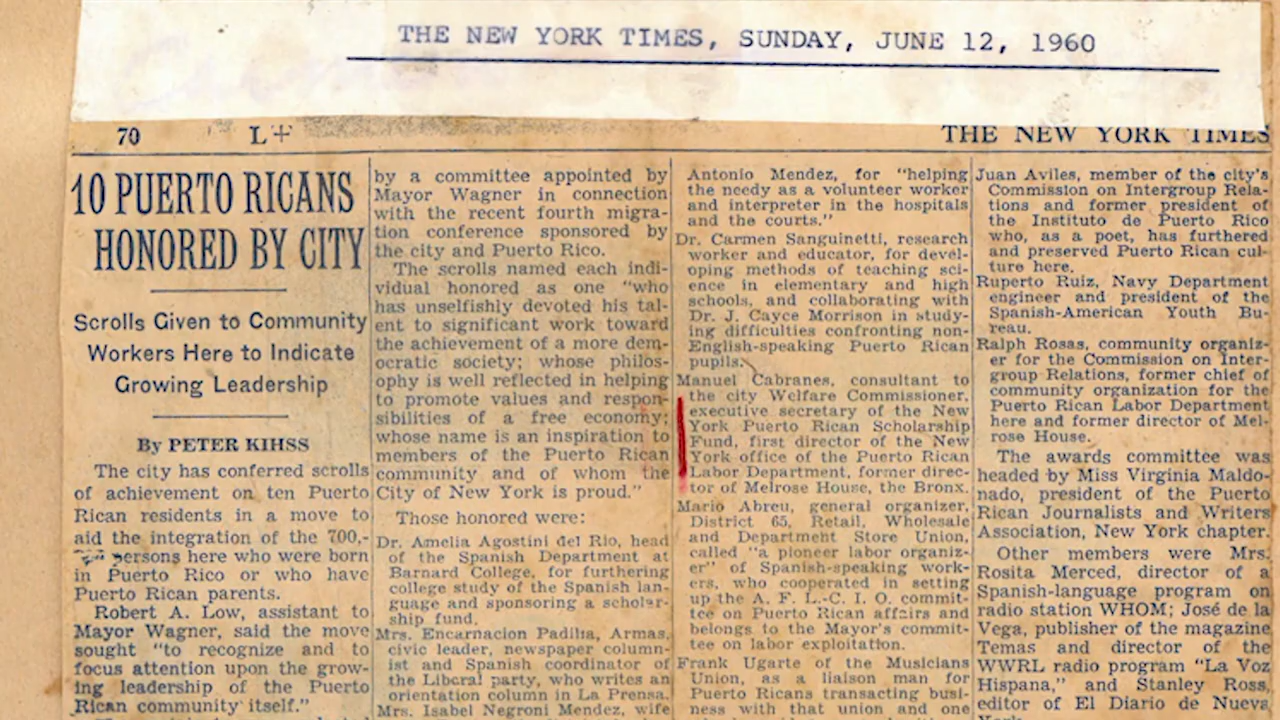 THE NEW YORK TIMES, SUNDAY, JUNE 12, 1960
70
L+
THE NEW YORK TIMES
10 PUERTO RICANS
HONORED BY CITY
Scrolls Given to Community
Workers Here to Indicate
Growing Leadership
By PETER KIHSS
The city has conferred scrolls
of achievement on ten Puerto
Rican residents in a move to
aid the integration of the 700,-
persons here who were born
in Puerto Rico or who have
Puerto Rican parents.
Robert A. Low, assistant to
Mayor Wagner, said the move
sought "to recognize and to
focus attention upon the grow-
ing leadership of the Puerto
Rican community itself."
by a committee appointed by
Mayor Wagner in connection
with the recent fourth migra-
tion conference sponsored by
the city and Puerto Rico.
The scrolls named each indi-
vidual honored as one "who
has unselfishly devoted his tal-
ent to significant work toward
the achievement of a more dem-
ocratic society; whose philos-
ophy is well reflected in helping
to promote values and respon-
sibilities of a free economy;
whose name is an inspiration to
members of the Puerto Rican
community and of whom the
City of New York is proud."
Those honored were:
Dr. Amelia Agostini del Rio, head
of the Spanish Department at
Barnard College, for furthering
college study of the Spanish lan-
guage and sponsoring a scholar-
ship fund.
Mrs. Encarnacion Padilla, Armas,
civic leader, newspaper column-
ist and Spanish coordinator of
the Liberal party, who writes an
orientation column in La Prensa.
Mrs. Isabel Negroni Mendez, wife
Antonio Mendez, for "helping
the needy as a volunteer worker
and interpreter in the hospitals
and the courts."
Dr. Carmen Sanguinetti, research
worker and educator, for devel-
oping methods of teaching sci-
ence in elementary and high
schools, and collaborating with
Dr. J. Cayce Morrison in study-
ing difficulties confronting non-
English-speaking Puerto Rican
pupils.
Manuel Cabranes, consultant to
the city Welfare Commissioner,
executive secretary of the New
York Puerto Rican Scholarship
Fund, first director of the New
York office of the Puerto Rican
Labor Department, former direc-
tor of Melrose House, the Bronx.
Mario Abreu, general organizer,
District 65, Retail, Wholesale
and Department Store Union,
called "a pioneer labor organiz-
er" of Spanish-speaking work-
ers, who cooperated in setting
up the A. F. L.-C. I. O. commit-
tee on Puerto Rican affairs and
belongs to the Mayor's commit-
tee on labor exploitation.
Frank Ugarte of the Musicians
Union, as a liaison man for
Puerto Ricans transacting busi-
ness with that union and one
Juan Aviles, member of the city's
Commission on Intergroup Rela-
tions and former president of
the Instituto de Puerto Rico
who, as a poet, has furthered
and preserved Puerto Rican cul-
ture here.
Ruperto Ruiz, Navy Department
engineer and president of the
Spanish-American Youth Bu-
reau.
Ralph Rosas, community organiz-
er for the Commission on Inter-
group Relations, former chief of
community organization for the
Puerto Rican Labor Department
here and former director of Mel-
rose House.
The awards committee was
headed by Miss Virginia Maldo-
nado, president of the Puerto
Rican Journalists and Writers
Association, New York chapter.
Other members were Mrs.
Rosita Merced, director of a
Spanish-language program on
radio station WHOM; José de la
Vega, publisher of the magazine
Temas and director of the
WWRL radio program "La Voz
Hispana," and Stanley Ross,
editor of El Diario de Nueva